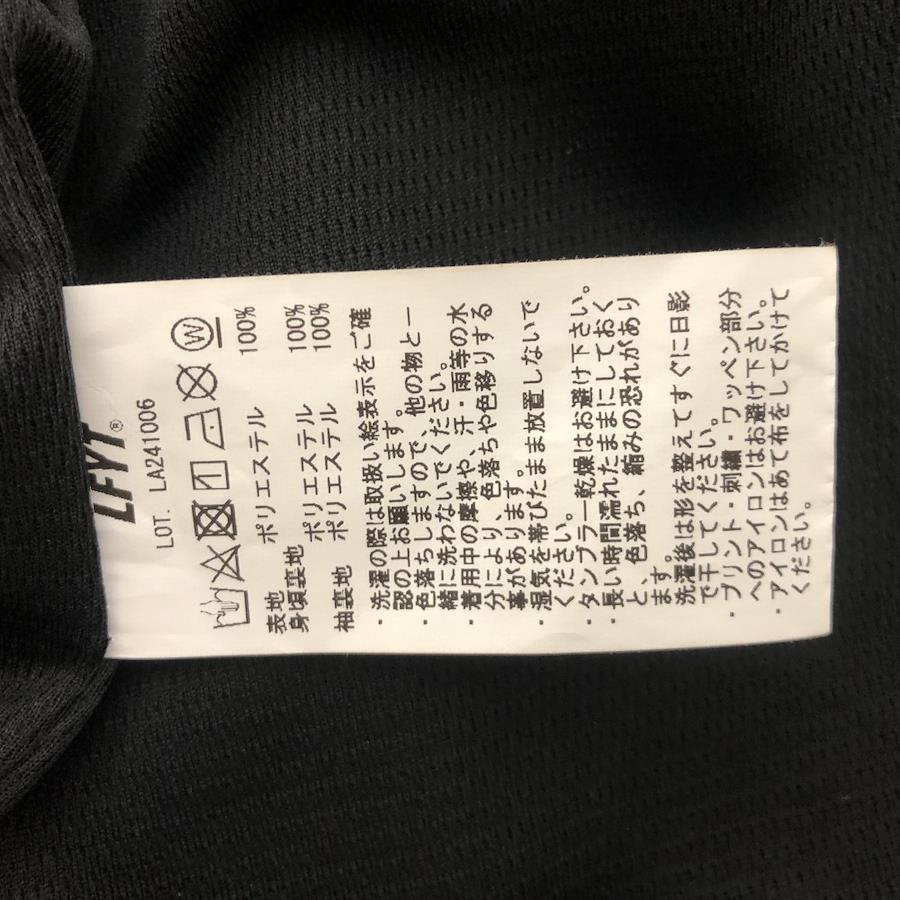 LFYT®
LOT. LA241006
W
表地 ポリエステル 100%
身頃裏地 ポリエステル 100%
袖裏地 ポリエステル 100%
・洗濯の際は取扱い絵表示をご確
認の上お願いします。
・色落ちしますので、他の物と一
緒に洗わないでください。
・着用中の摩擦や、汗・雨等の水
分により、色落ちや色移りする
事があります。
・湿気を帯びたまま放置しないで
ください。
・タンブラー乾燥はお避け下さい。
・長い時間濡れたままにしておく
と、色落ち、縮みの恐れがあり
ます。
・洗濯後は形を整えてすぐに日影
で干してください。
・プリント・刺繍・ワッペン部分
へのアイロンはお避け下さい。
・アイロンはあて布をしてかけて
ください。